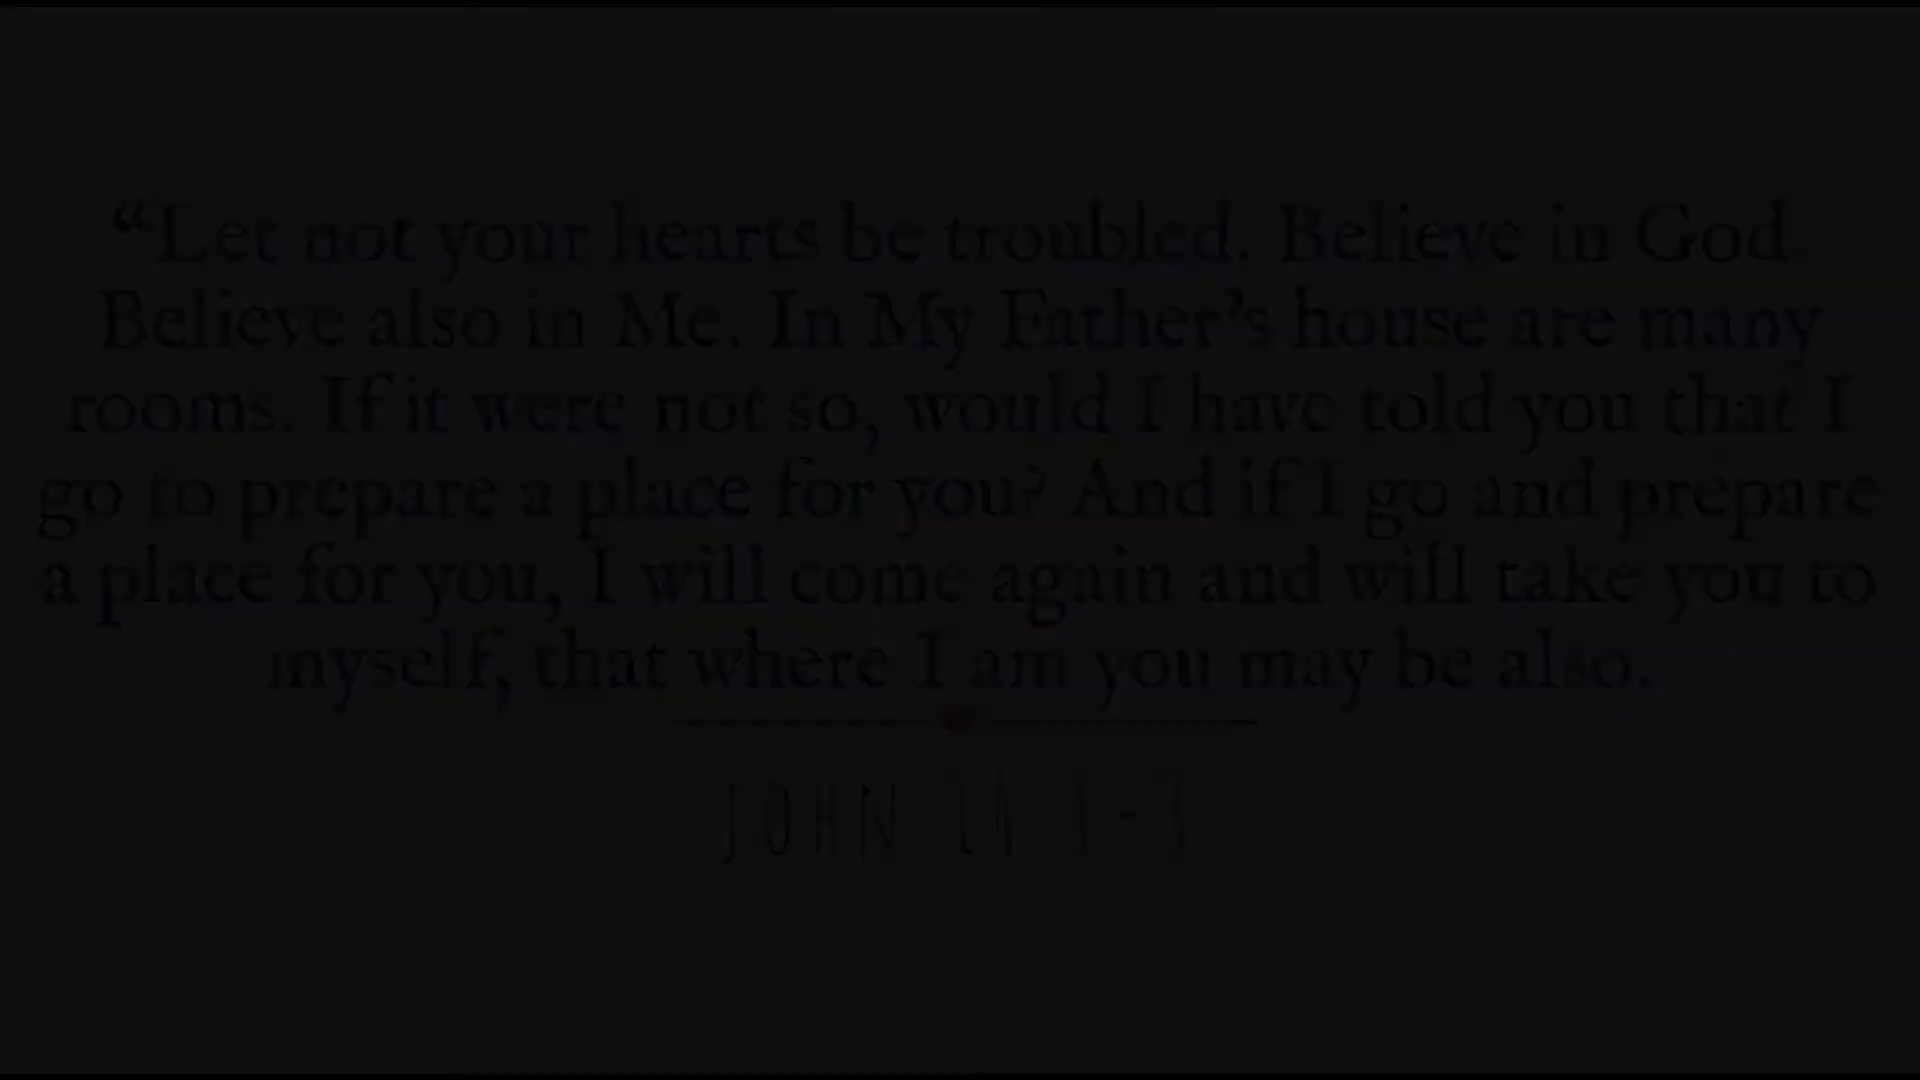 “Let not your hearts be troubled. Believe in God.
Believe also in Me. In My Father’s house are many
rooms. If it were not so, would I have told you that I
go to prepare a place for you? And if I go and prepare
a place for you, I will come again and will take you to
myself, that where I am you may be also.
JOHN 14 1-3